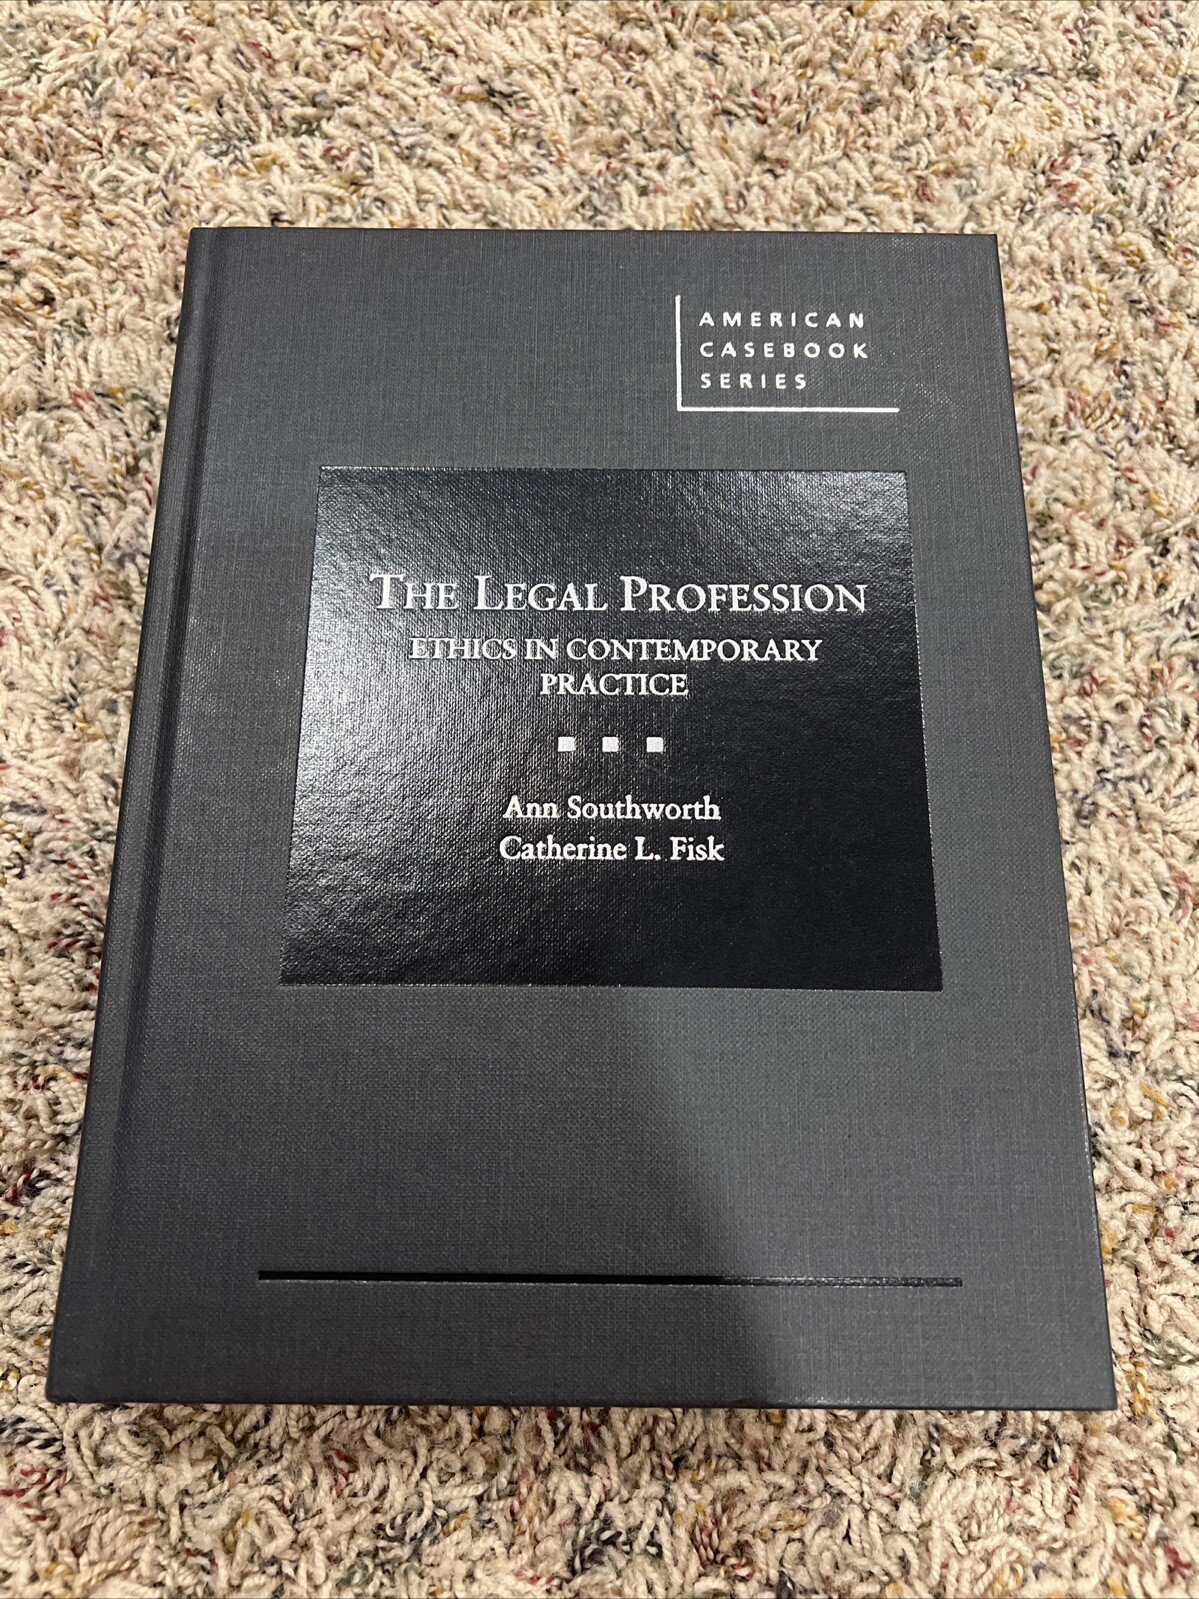 AMERICAN
CASEBOOK
SERIES
THE LEGAL PROFESSION
ETHICS IN CONTEMPORARY
PRACTICE
Ann Southworth
Catherine L. Fisk